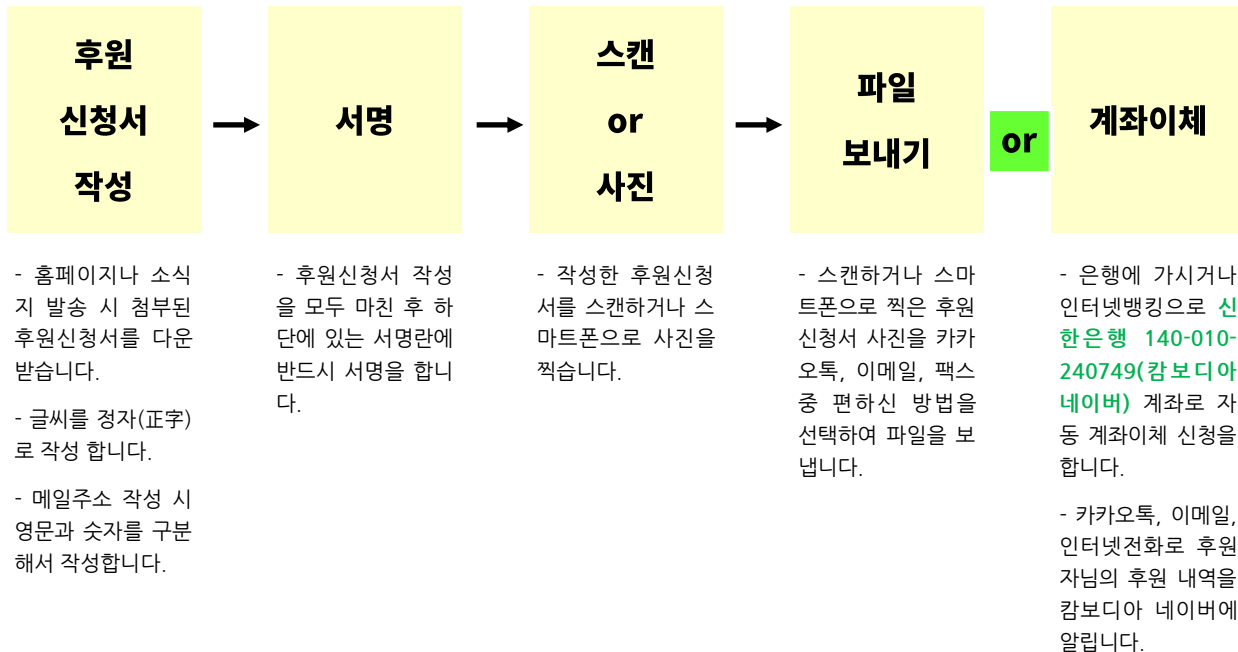 후원
신청서
작성
서명
스캔
or
사진
파일
보내기
or
계좌이체
- 홈페이지나 소식
지 발송 시 첨부된
후원신청서를 다운
받습니다.
- 글씨를 정자(正字)
로 작성 합니다.
- 메일주소 작성 시
영문과 숫자를 구분
해서 작성합니다.
- 후원신청서 작성
을 모두 마친 후 하
단에 있는 서명란에
반드시 서명을 합니
다.
- 작성한 후원신청
서를 스캔하거나 스
마트폰으로 사진을
찍습니다.
- 스캔하거나 스마
트폰으로 찍은 후원
신청서 사진을 카카
오톡, 이메일, 팩스
중 편하신 방법을
선택하여 파일을 보
냅니다.
- 은행에 가시거나
인터넷뱅킹으로 신
한은행 140-010-
240749(캄보디아
네이버) 계좌로 자
동 계좌이체 신청을
합니다.
- 카카오톡, 이메일,
인터넷전화로 후원
자님의 후원 내역을
캄보디아 네이버에
알립니다.